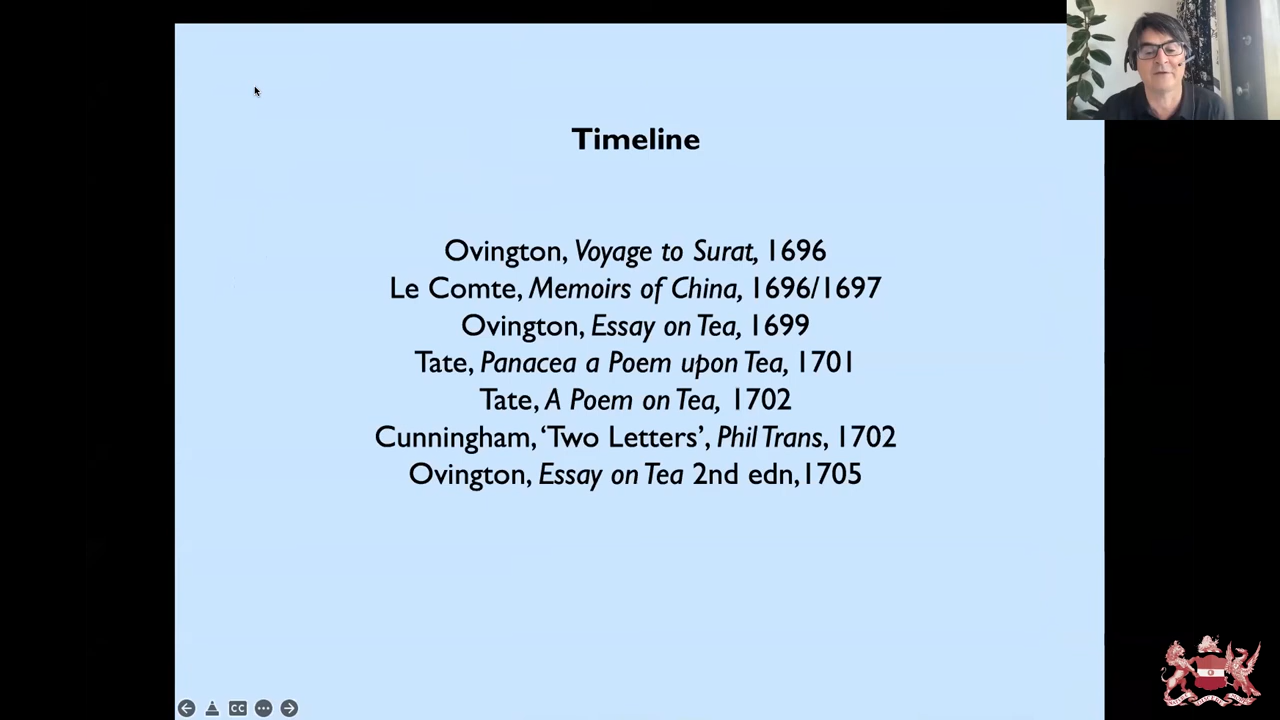 Timeline
Ovington, Voyage to Surat, 1696
Le Comte, Memoirs of China, 1696/1697
Ovington, Essay on Tea, 1699
Tate, Panacea a Poem upon Tea, 1701
Tate, A Poem on Tea, 1702
Cunningham, ‘Two Letters’, Phil Trans, 1702
Ovington, Essay on Tea 2nd edn,1705
CC